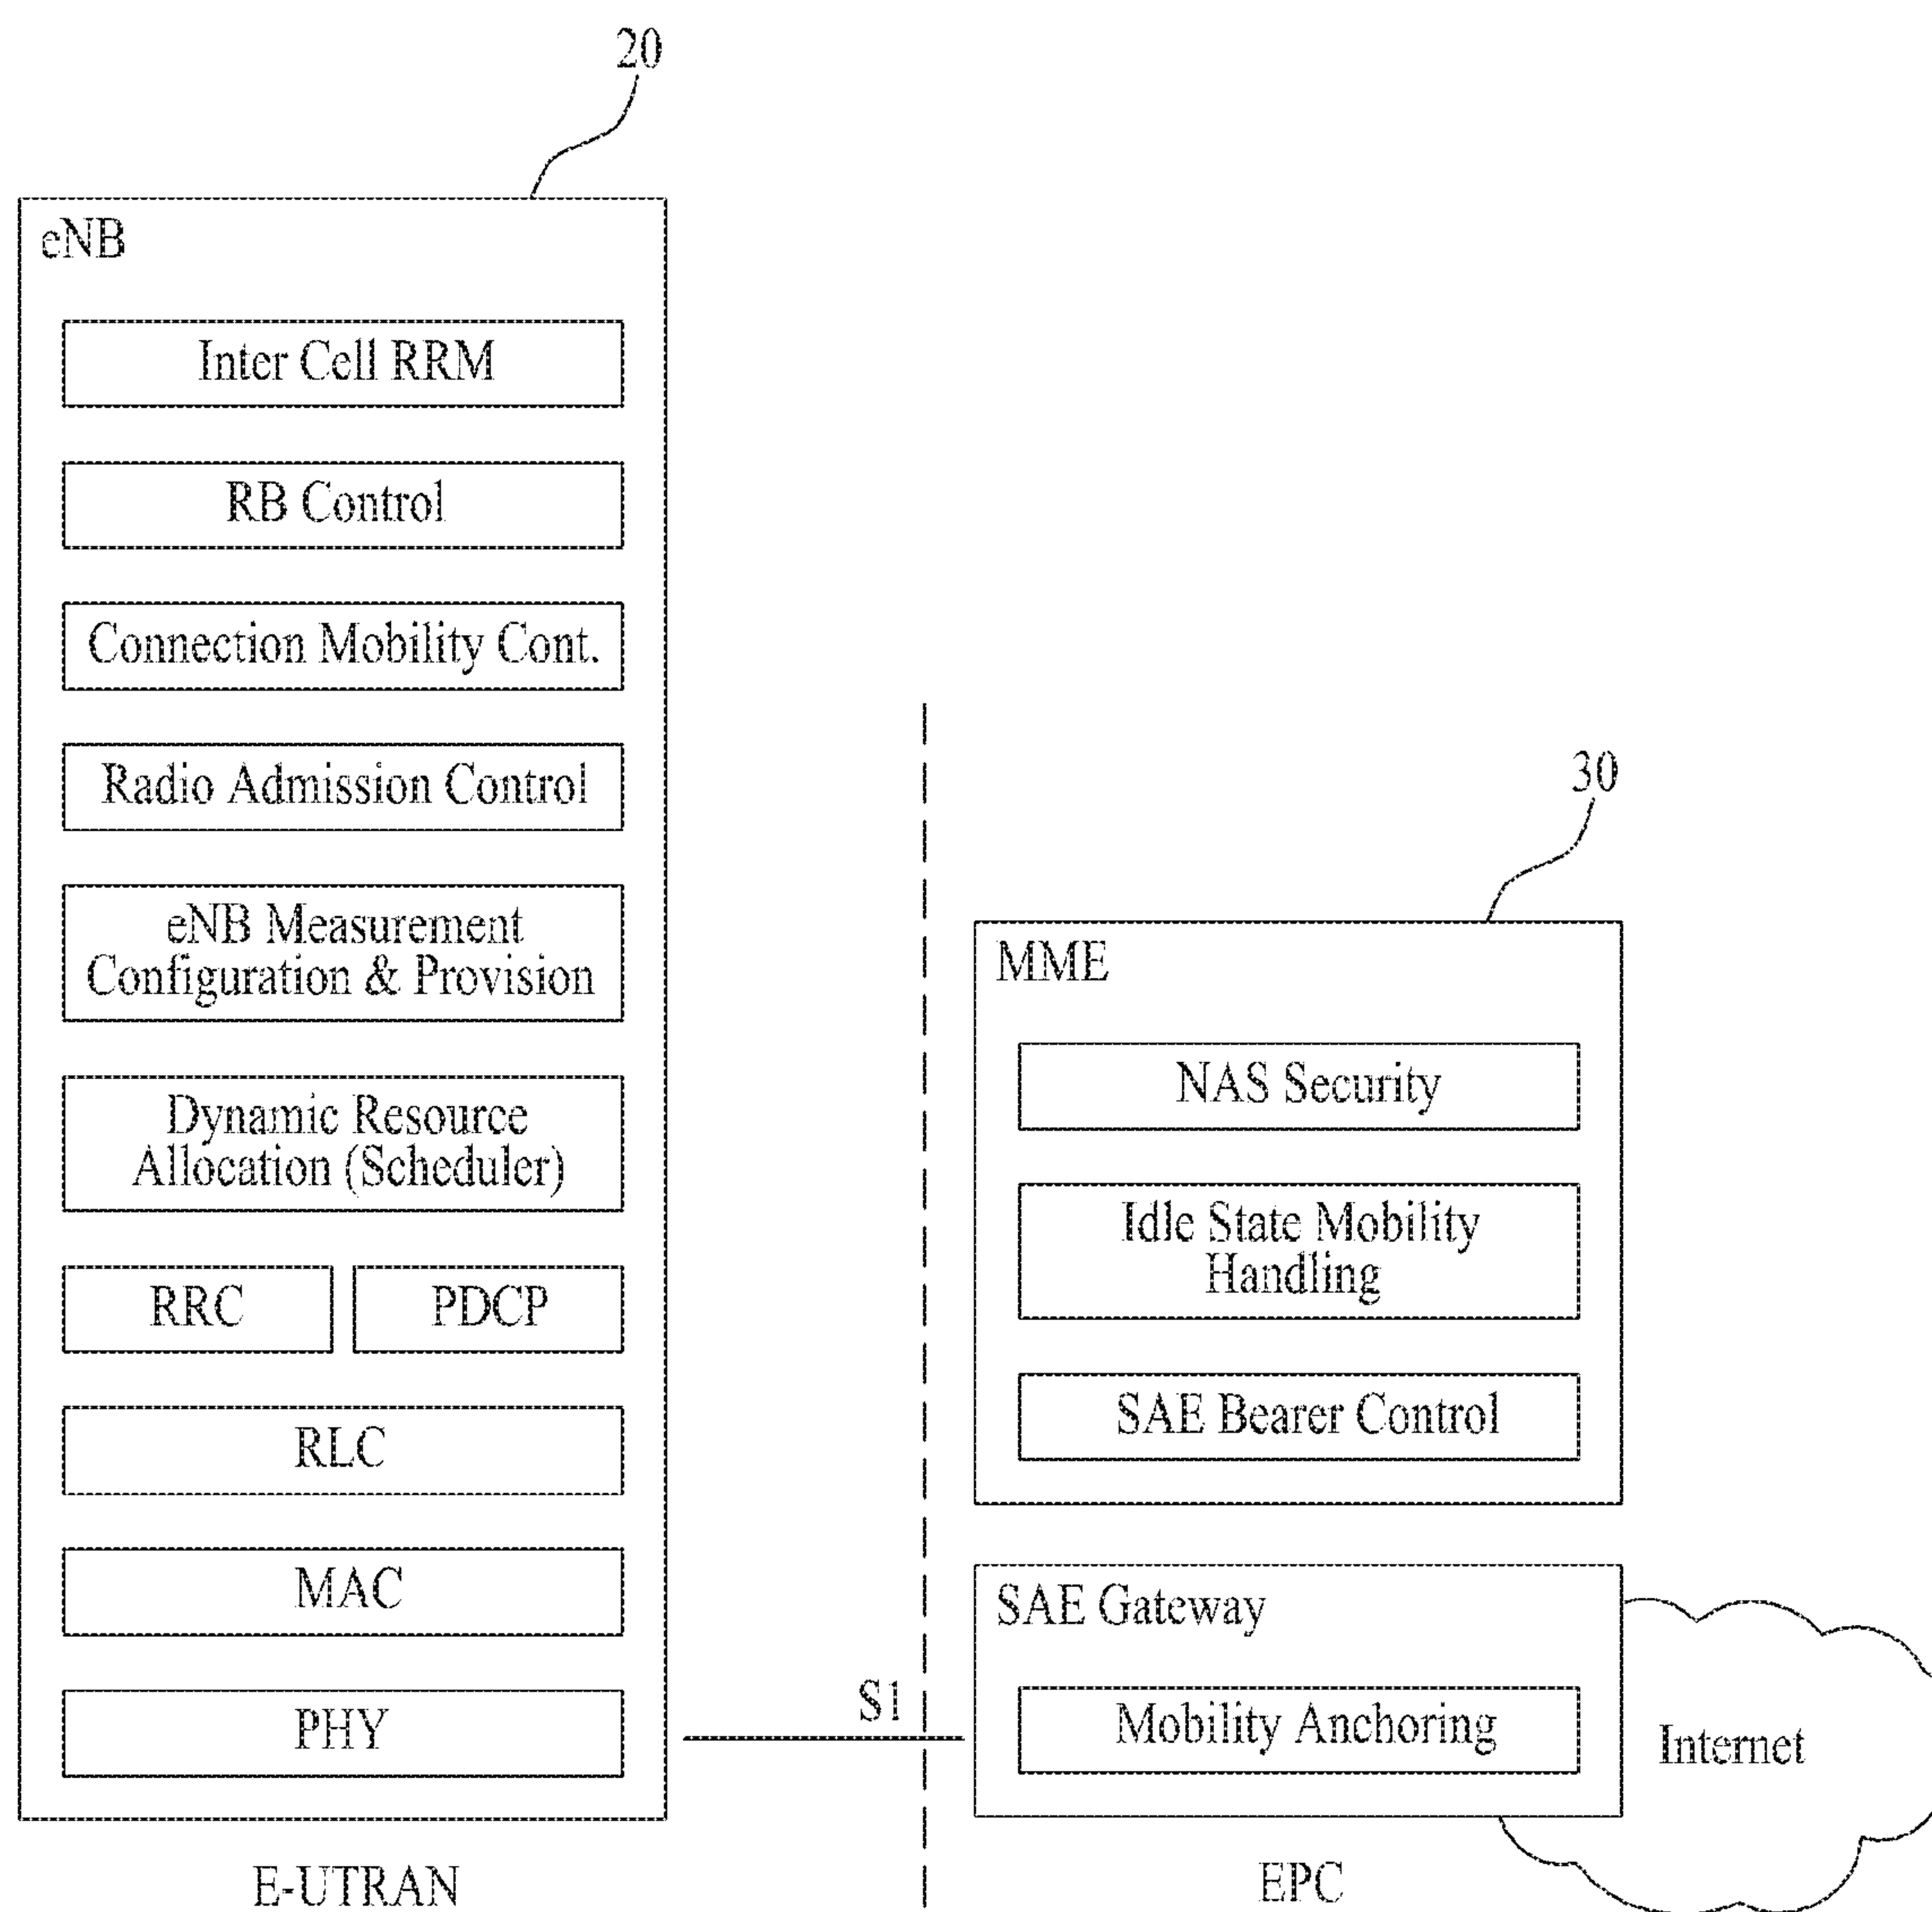 20
eNB
Inter Cell RRM
RB Control
Connection Mobility Cont.
Radio Admission Control
eNB Measurement
Configuration & Provision
Dynamic Resource
Allocation (Scheduler)
RRC
PDCP
RLC
MAC
PHY
E-UTRAN
S1
30
MME
NAS Security
Idle State Mobility
Handling
SAE Bearer Control
SAE Gateway
Mobility Anchoring
Internet
EPC